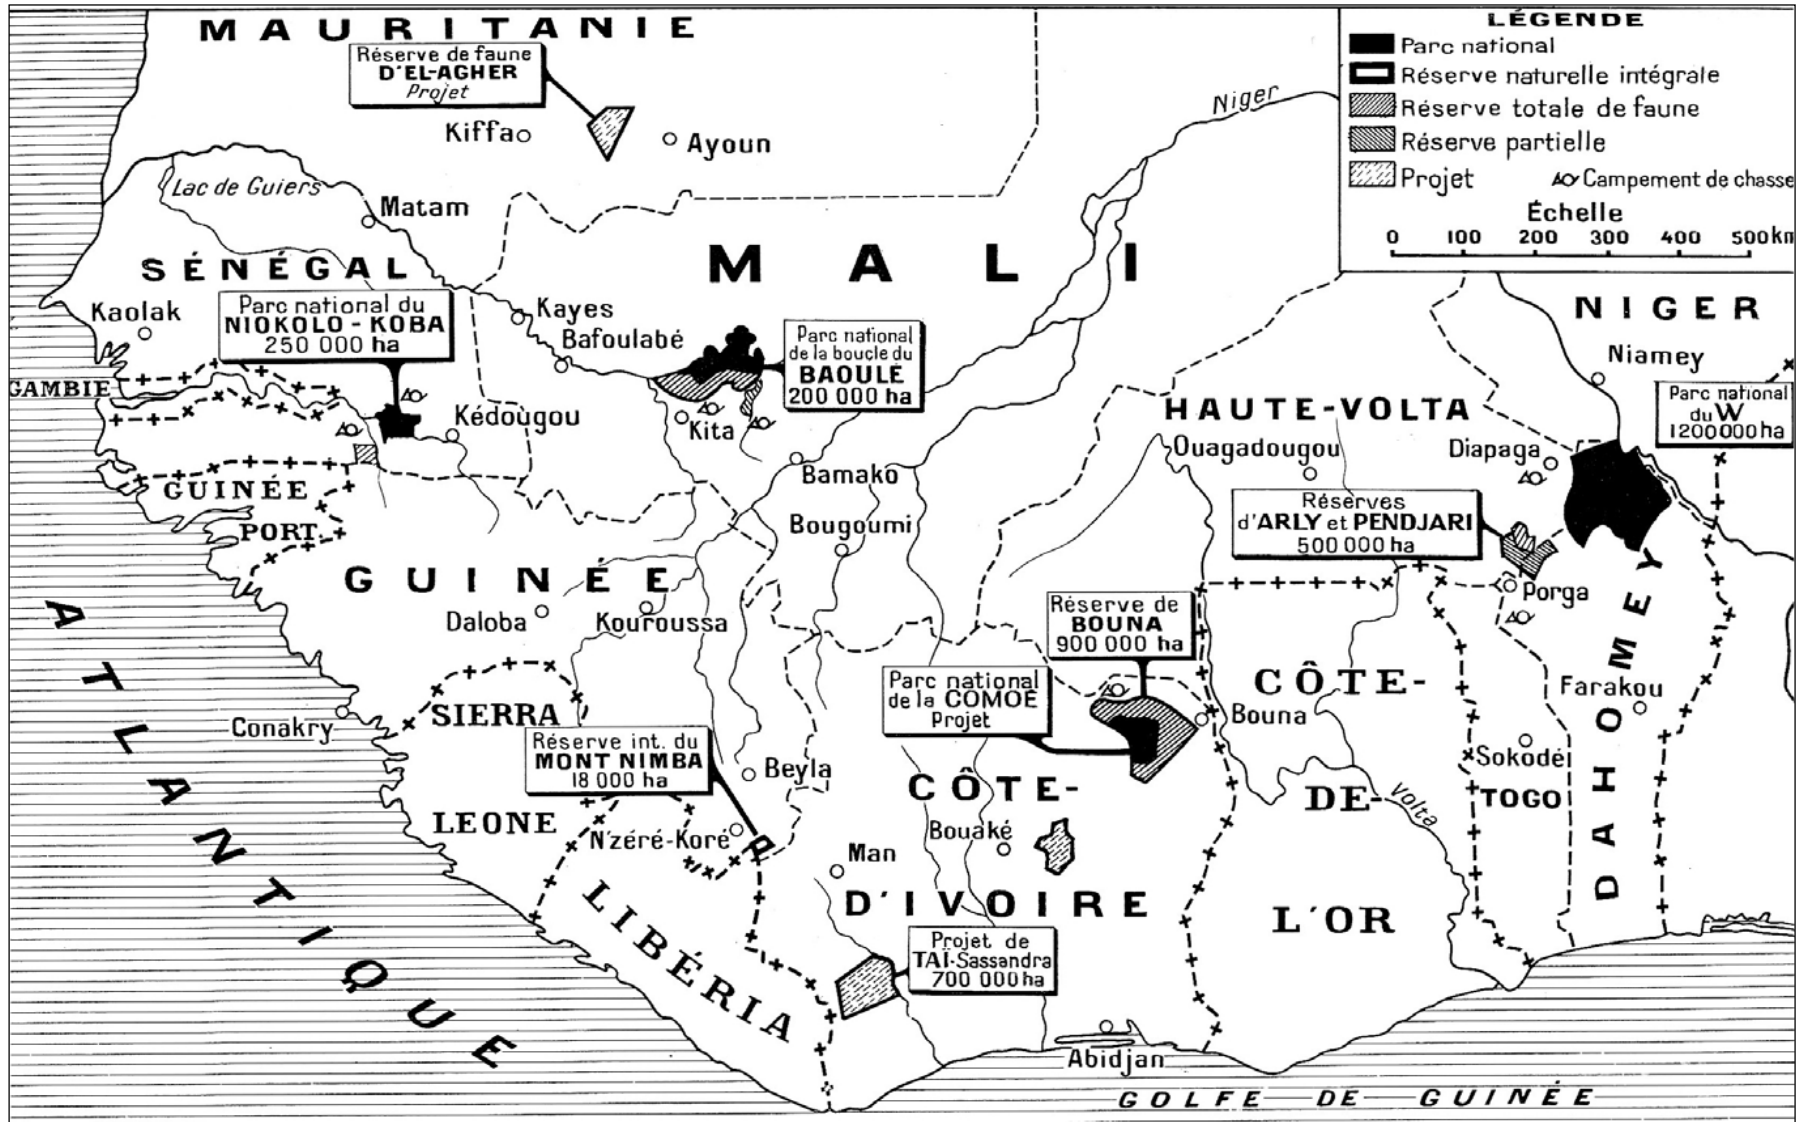 MAURITANIE
Réserve de faune
D'EL-AGHER
Projet
Kiffa
Ayoun
Niger
LÉGENDE
Parc national
Réserve naturelle intégrale
Réserve totale de faune
Réserve partielle
Projet
Campement de chasse
Échelle
0 100 200 300 400 500km
Lac de Guiers
Matam
SÉNÉGAL
MALI
Kaolak
Parc national du
NIOKOLO-KOBA
250 000 ha
Kayes
Bafoulabé
Parc national
de la boucle du
BAOULÉ
200 000 ha
NIGER
Niamey
Parc national
du W
1200000 ha
GAMBIE
Kédougou
Kita
HAUTE-VOLTA
Ouagadougou
Diapaga
Bamako
GUINÉE
PORT.
Bougoumi
Réserves
d'ARLY et PENDJARI
500 000 ha
GUINÉE
Daloba
Kouroussa
Réserve de
BOUNA
900 000 ha
Porga
DAHOMEY
ATLANTIQUE
Parc national
de la COMOÉ
Projet
CÔTE-
Farakou
Conakry
SIERRA
Bouna
Réserve int. du
MONT NIMBA
18 000 ha
Beyla
Sokodé
CÔTE-
DE-
Volta
TOGO
LEONE
N'zéré-Koré
Bouaké
Man
D'IVOIRE
L'OR
LIBÉRIA
Projet de
TAÏ-Sassandra
700 000 ha
Abidjan
GOLFE DE GUINÉE